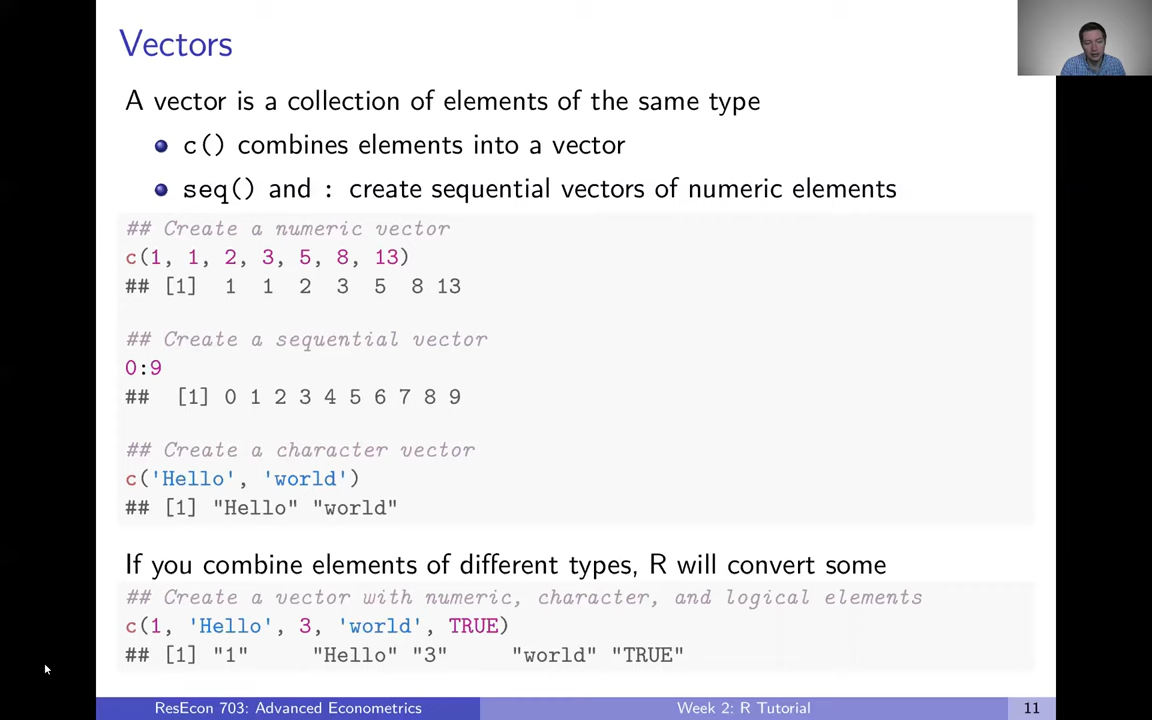 Vectors
A vector is a collection of elements of the same type
c() combines elements into a vector
seq() and : create sequential vectors of numeric elements
## Create a numeric vector
c(1, 1, 2, 3, 5, 8, 13)
## [1]  1  1  2  3  5  8 13
## Create a sequential vector
0:9
##  [1] 0 1 2 3 4 5 6 7 8 9
## Create a character vector
c('Hello', 'world')
## [1] "Hello" "world"
If you combine elements of different types, R will convert some
## Create a vector with numeric, character, and logical elements
c(1, 'Hello', 3, 'world', TRUE)
## [1] "1"     "Hello" "3"     "world" "TRUE"
ResEcon 703: Advanced Econometrics
Week 2: R Tutorial
11